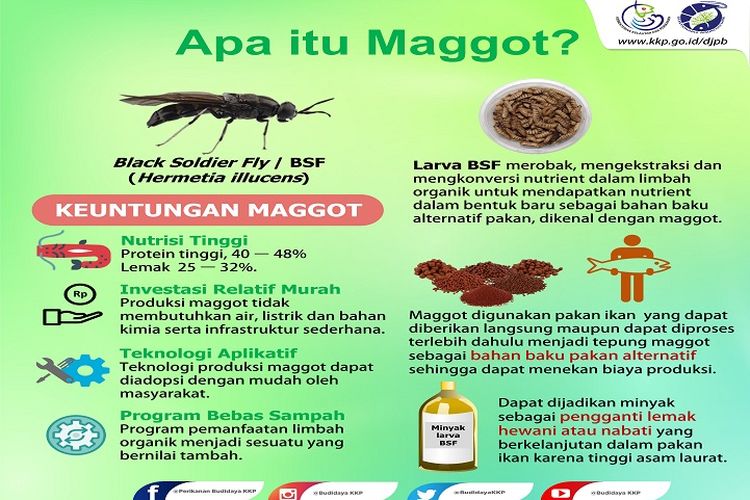 www.kkp.go.id/djpb
Apa itu Maggot?
Black Soldier Fly / BSF
(Hermetia illucens)
KEUNTUNGAN MAGGOT
Nutrisi Tinggi
Protein tinggi, 40 — 48%
Lemak 25 — 32%.
Rp
Investasi Relatif Murah
Produksi maggot tidak
membutuhkan air, listrik dan bahan
kimia serta infrastruktur sederhana.
Teknologi Aplikatif
Teknologi produksi maggot dapat
diadopsi dengan mudah oleh
masyarakat.
Program Bebas Sampah
Program pemanfaatan limbah
organik menjadi sesuatu yang
bernilai tambah.
Larva BSF merobak, mengekstraksi dan
mengkonversi nutrient dalam limbah
organik untuk mendapatkan nutrient
dalam bentuk baru sebagai bahan baku
alternatif pakan, dikenal dengan maggot.
Maggot digunakan pakan ikan yang dapat
diberikan langsung maupun dapat diproses
terlebih dahulu menjadi tepung maggot
sebagai bahan baku pakan alternatif
sehingga dapat menekan biaya produksi.
Minyak
larva
BSF
Dapat dijadikan minyak
sebagai pengganti lemak
hewani atau nabati yang
berkelanjutan dalam pakan
ikan karena tinggi asam laurat.
@Perikanan Budidaya KKP
@Budidaya KKP
@BudidayaKKP
@Budidaya KKP